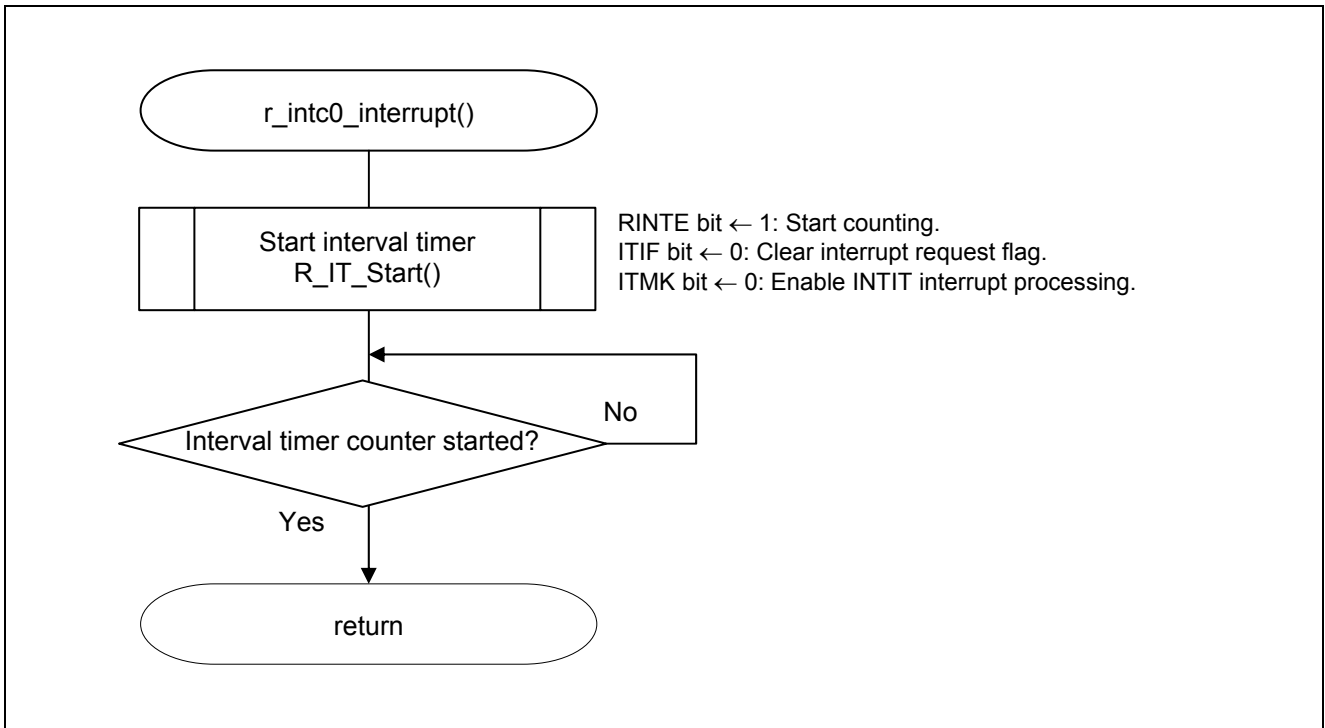 r_intc0_interrupt()
Start interval timer
R_IT_Start()
RINTE bit ← 1: Start counting.
ITIF bit ← 0: Clear interrupt request flag.
ITMK bit ← 0: Enable INTIT interrupt processing.
No
Interval timer counter started?
Yes
return